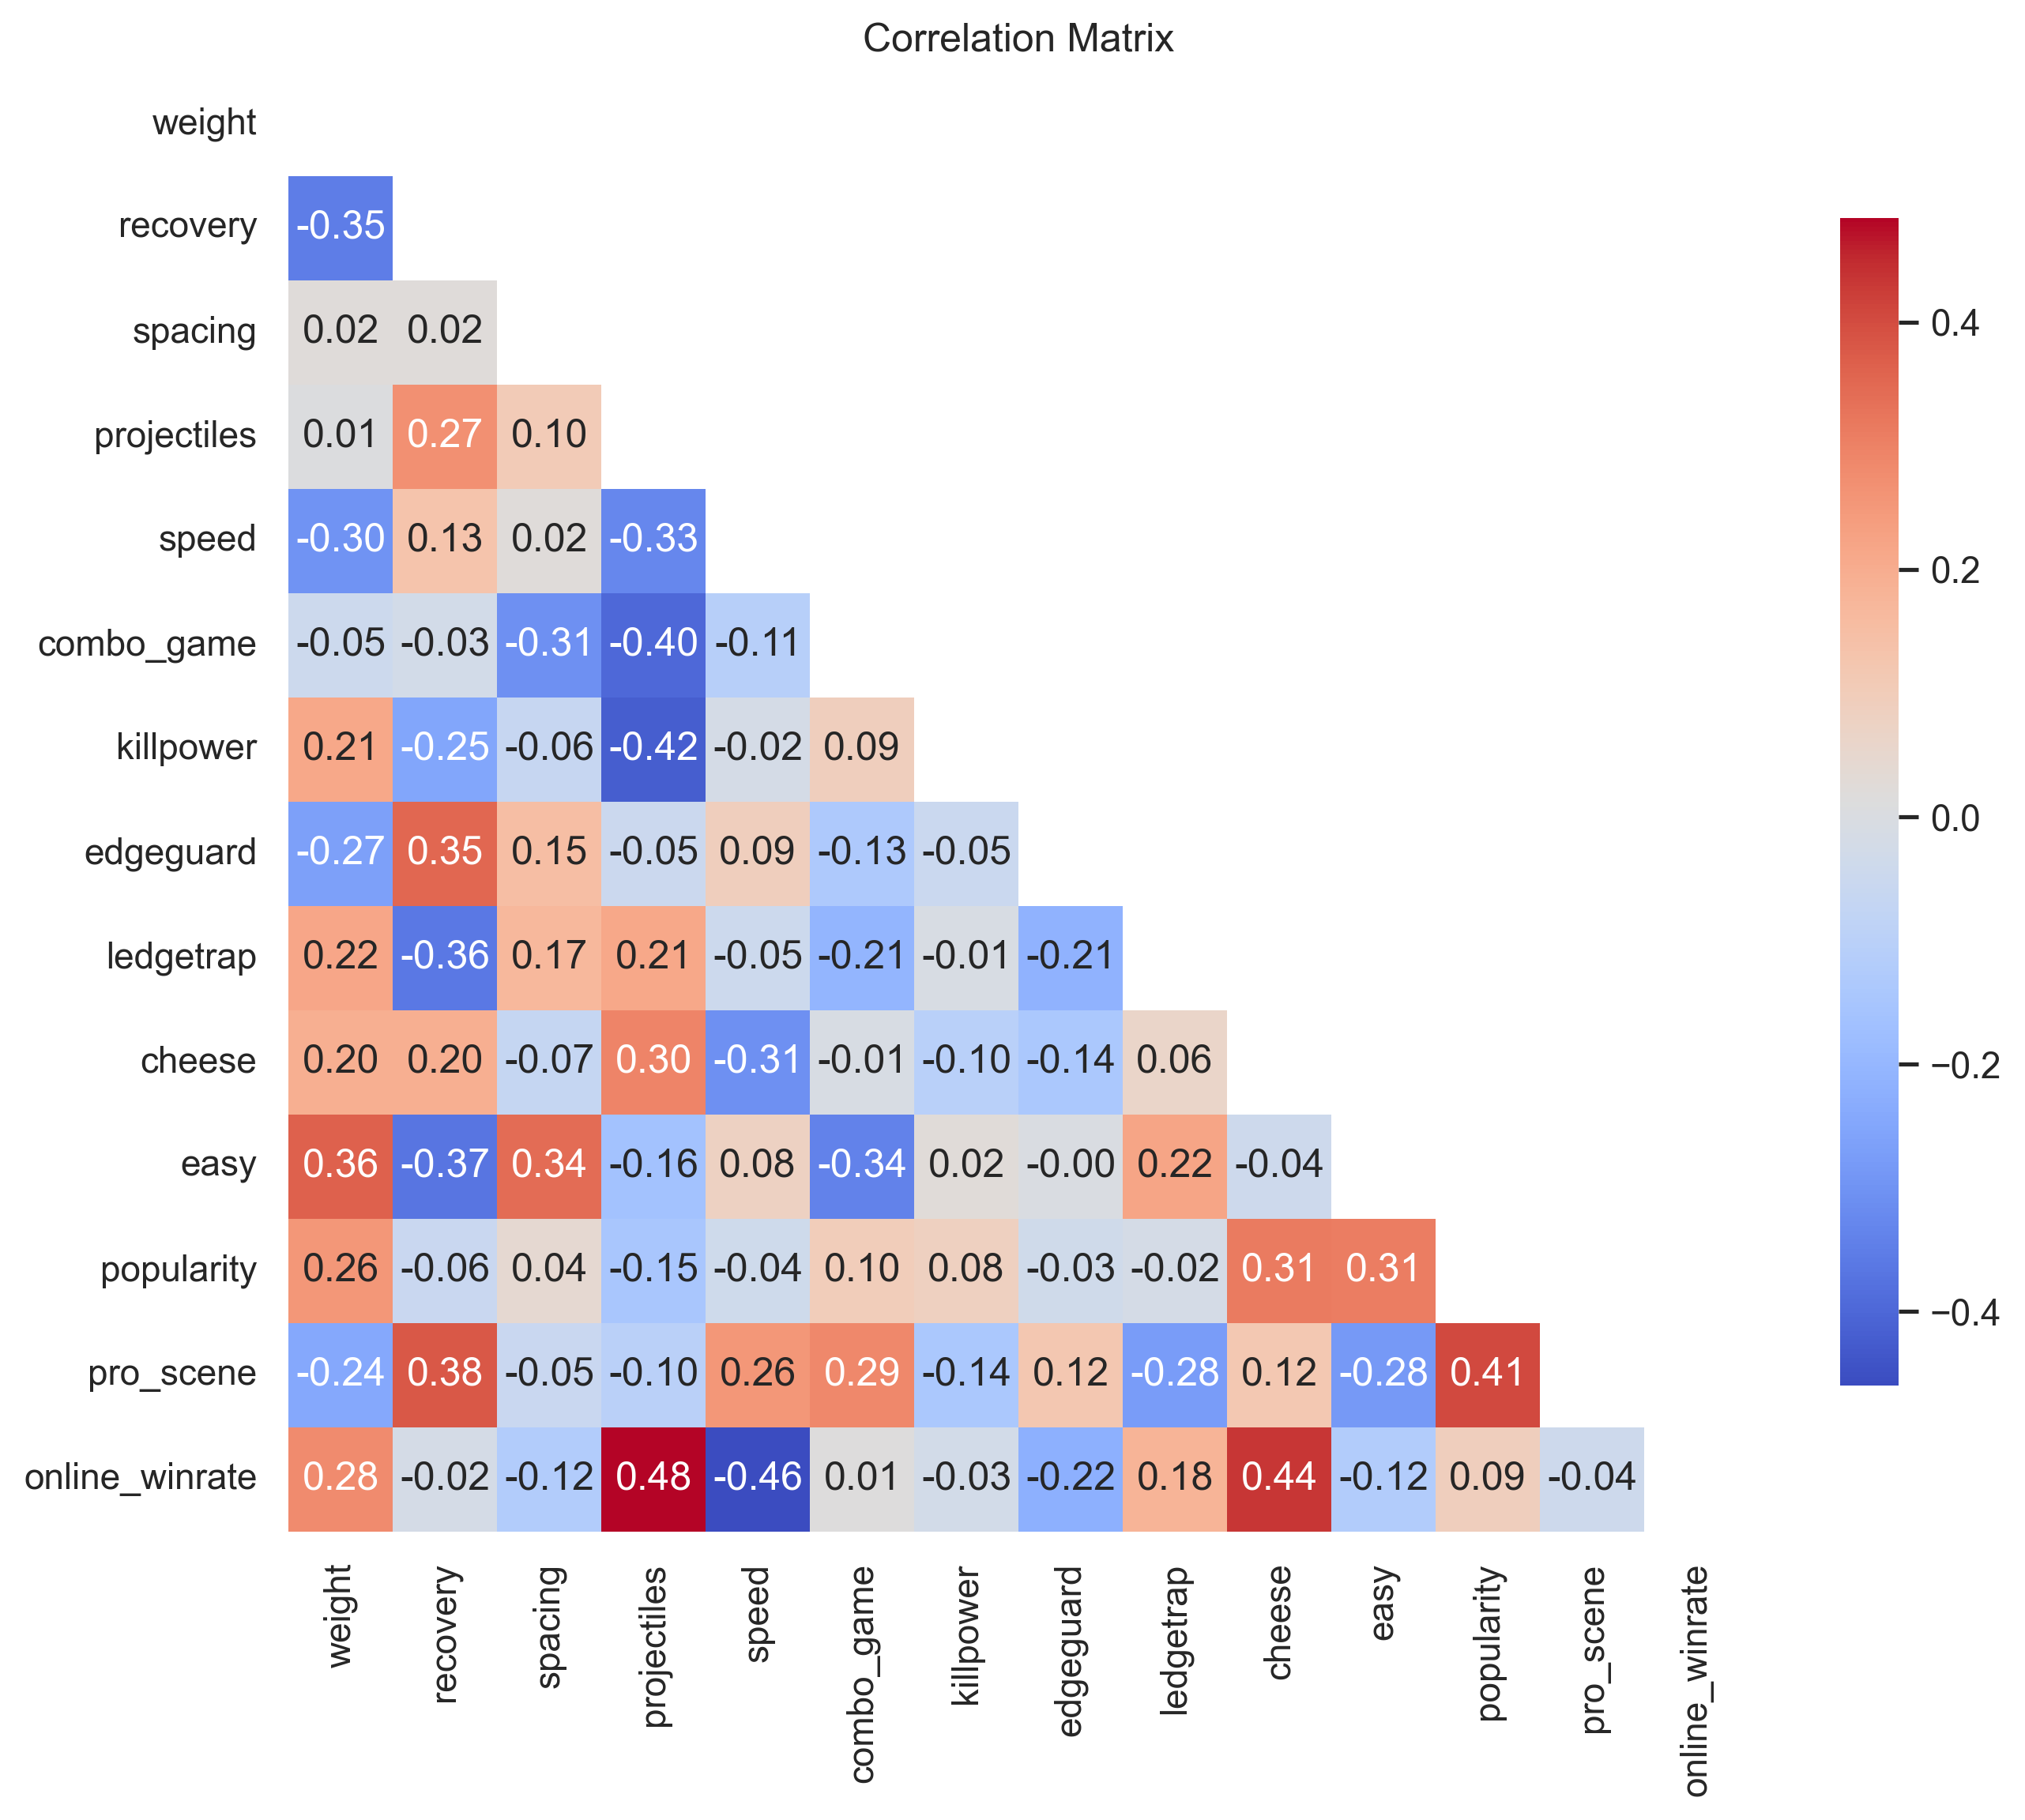 Correlation Matrix
weight
recovery -0.35
spacing 0.02 0.02
projectiles 0.01 0.27 0.10
speed -0.30 0.13 0.02 -0.33
combo_game -0.05 -0.03 -0.31 -0.40 -0.11
killpower 0.21 -0.25 -0.06 -0.42 -0.02 0.09
edgeguard -0.27 0.35 0.15 -0.05 0.09 -0.13 -0.05
ledgetrap 0.22 -0.36 0.17 0.21 -0.05 -0.21 -0.01 -0.21
cheese 0.20 0.20 -0.07 0.30 -0.31 -0.01 -0.10 -0.14 0.06
easy 0.36 -0.37 0.34 -0.16 0.08 -0.34 0.02 -0.00 0.22 -0.04
popularity 0.26 -0.06 0.04 -0.15 -0.04 0.10 0.08 -0.03 -0.02 0.31 0.31
pro_scene -0.24 0.38 -0.05 -0.10 0.26 0.29 -0.14 0.12 -0.28 0.12 -0.28 0.41
online_winrate 0.28 -0.02 -0.12 0.48 -0.46 0.01 -0.03 -0.22 0.18 0.44 -0.12 0.09 -0.04
weight recovery spacing projectiles speed combo_game killpower edgeguard ledgetrap cheese easy popularity pro_scene online_winrate
0.4
0.2
0.0
−0.2
−0.4